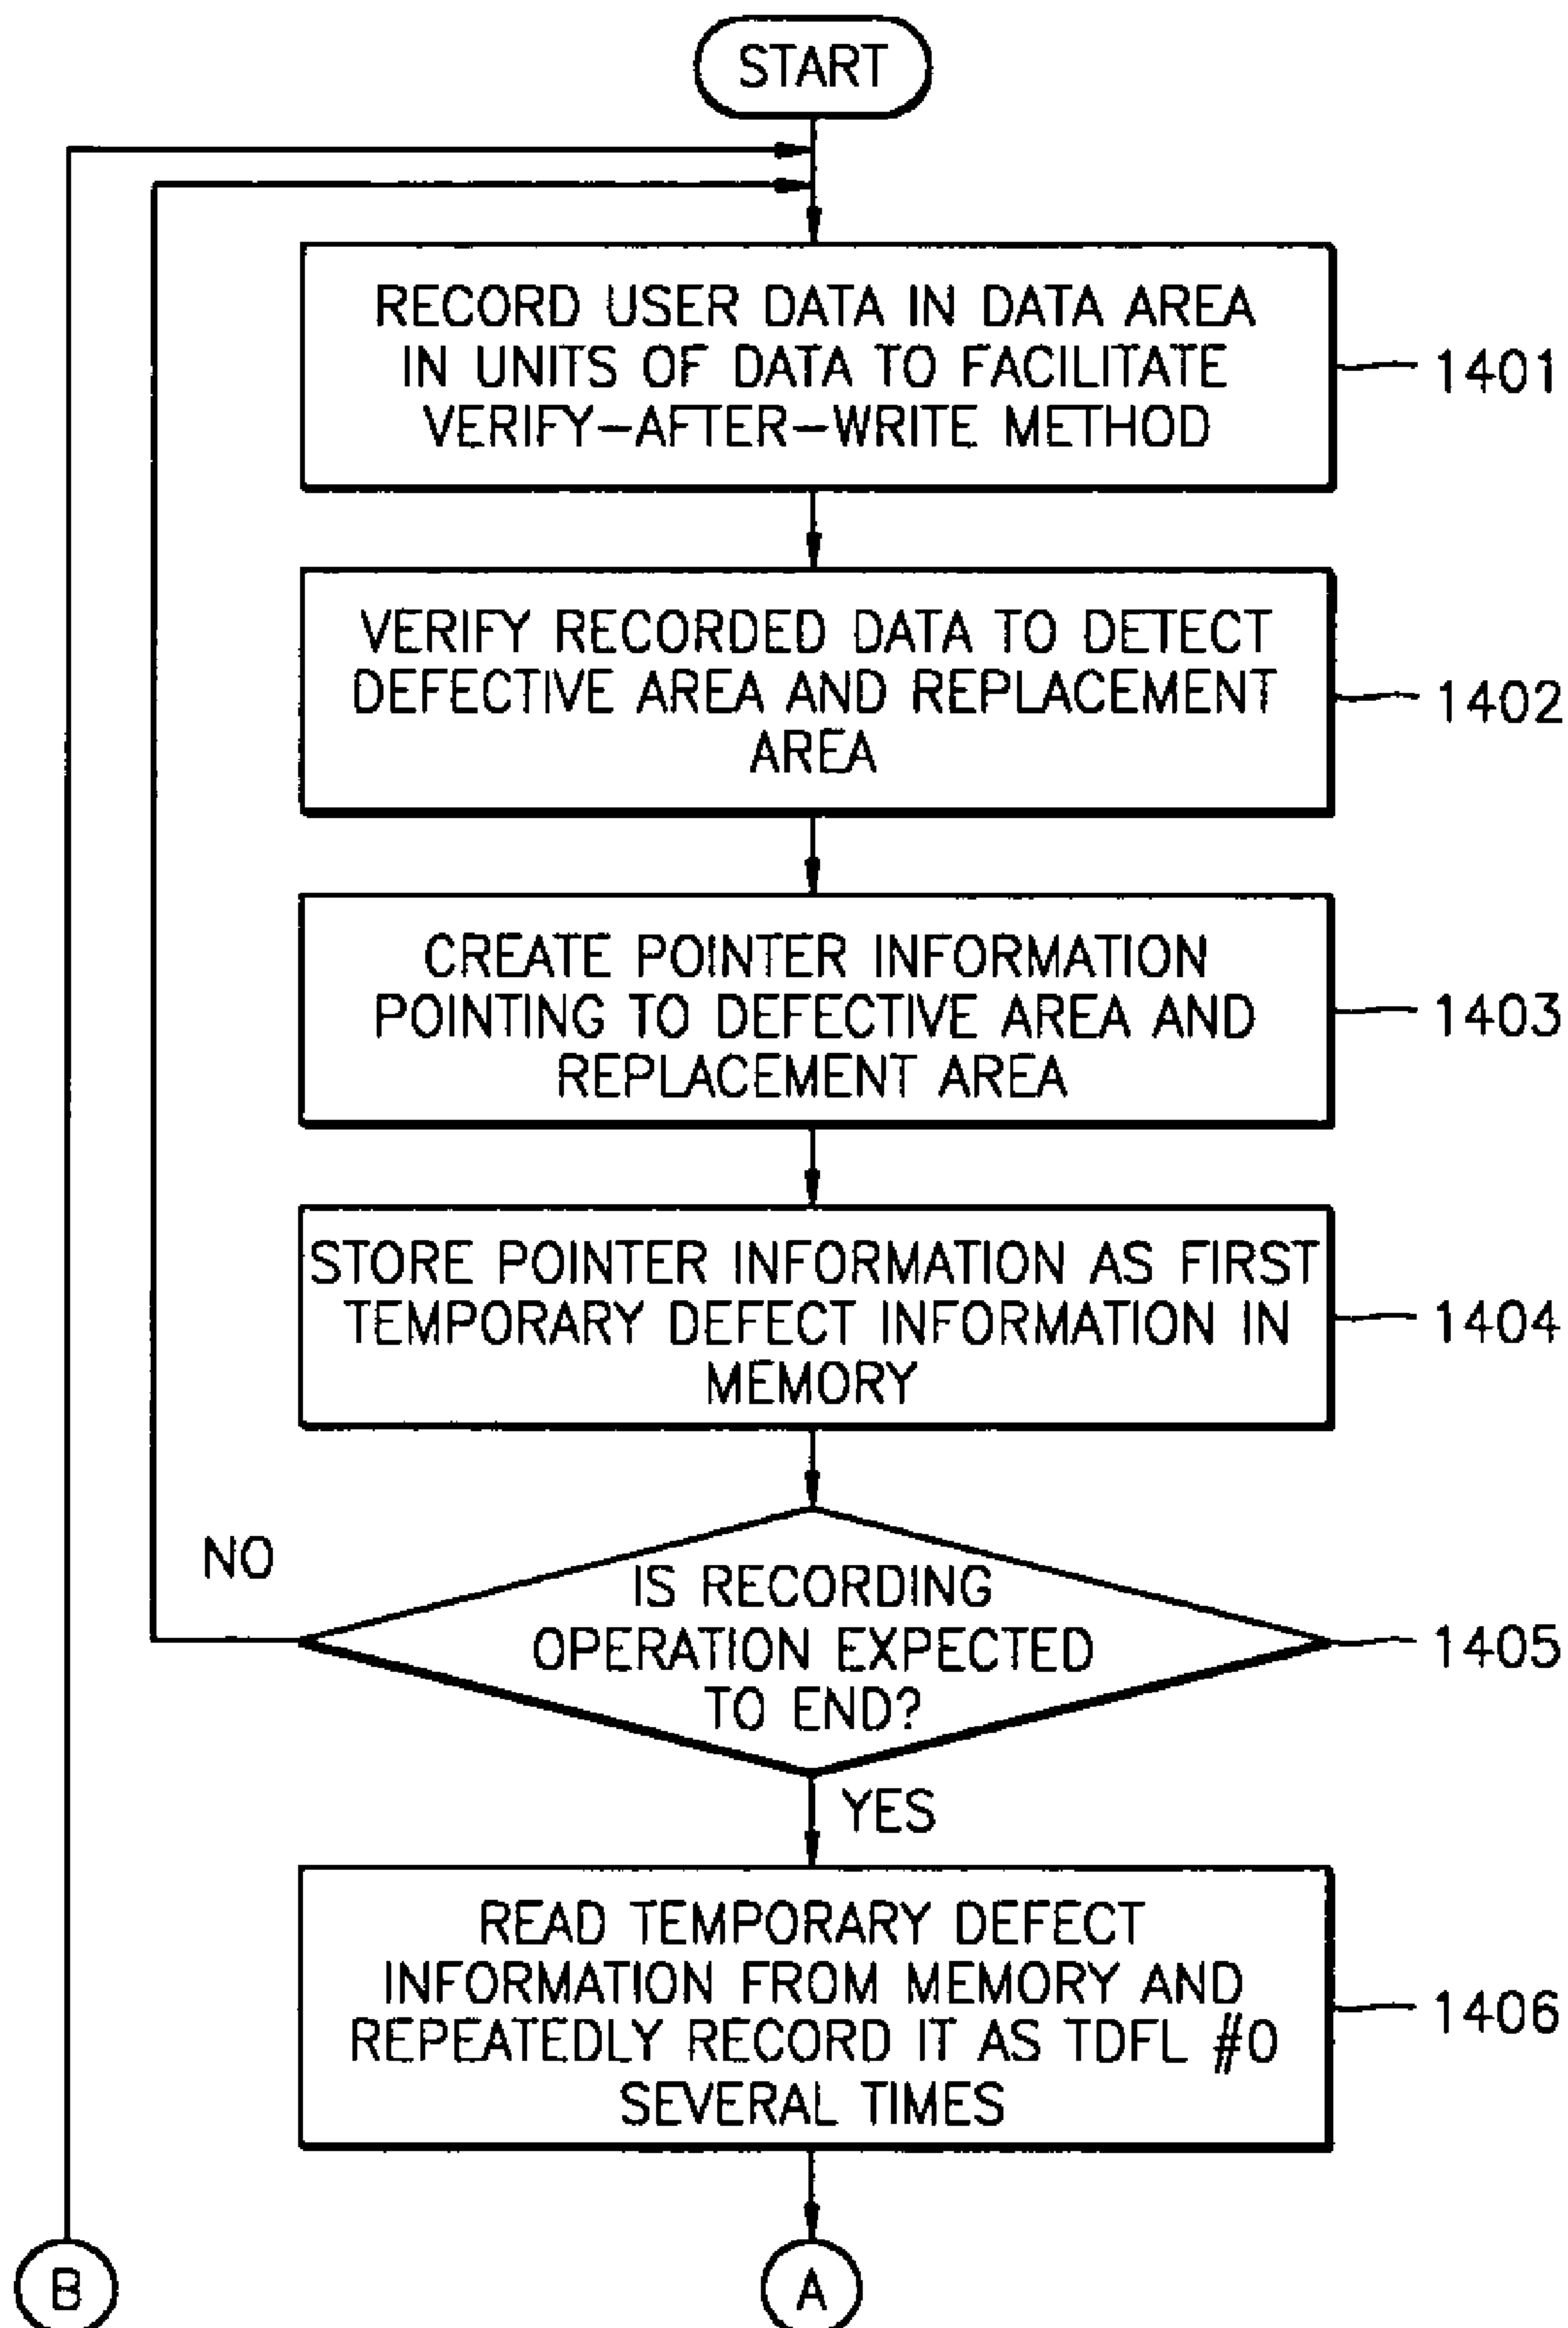 START
RECORD USER DATA IN DATA AREA
IN UNITS OF DATA TO FACILITATE
VERIFY-AFTER-WRITE METHOD
1401
VERIFY RECORDED DATA TO DETECT
DEFECTIVE AREA AND REPLACEMENT
AREA
1402
CREATE POINTER INFORMATION
POINTING TO DEFECTIVE AREA AND
REPLACEMENT AREA
1403
STORE POINTER INFORMATION AS FIRST
TEMPORARY DEFECT INFORMATION IN
MEMORY
1404
NO
IS RECORDING
OPERATION EXPECTED
TO END?
1405
YES
READ TEMPORARY DEFECT
INFORMATION FROM MEMORY AND
REPEATEDLY RECORD IT AS TDFL #0
SEVERAL TIMES
1406
B
A